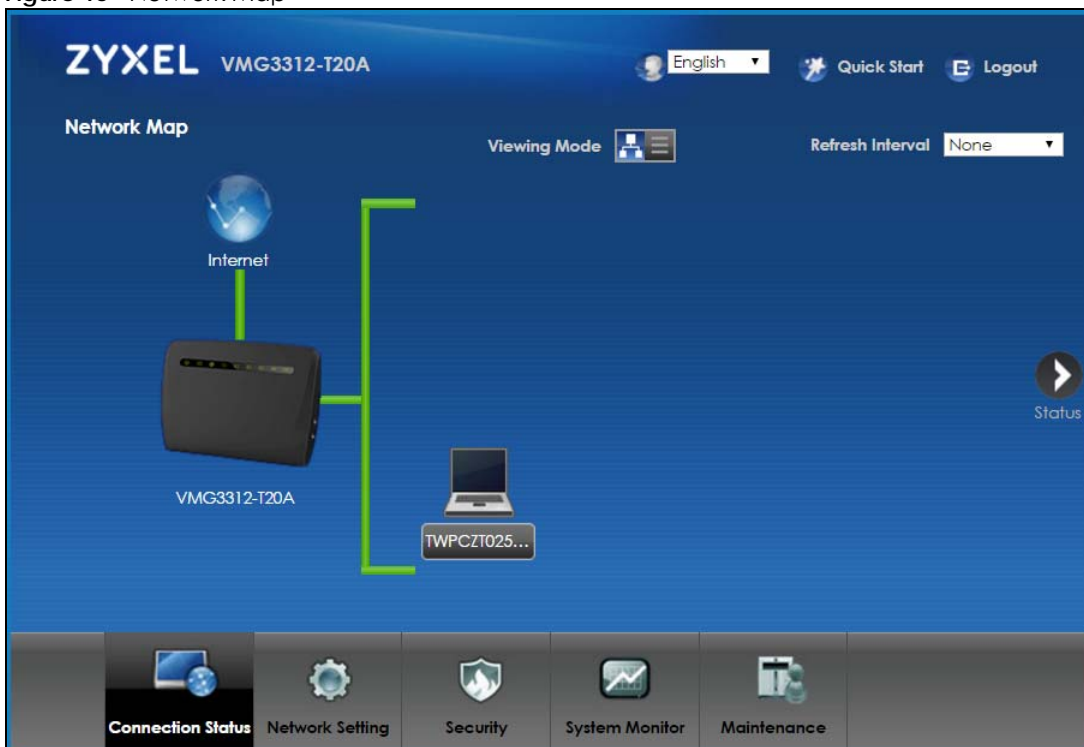 ZYXEL VMG3312-T20A English Quick Start Logout
Network Map Viewing Mode Refresh Interval None
Internet
Status
VMG3312-T20A
TWPCZT025...
Connection Status Network Setting Security System Monitor Maintenance